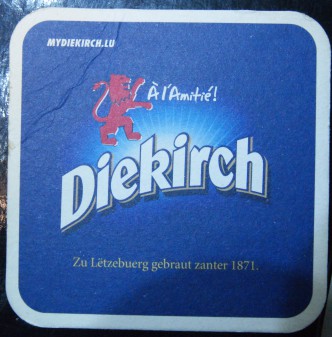 MYDIEKIRCH.LU
À l'Amitié!
Diekirch
Zu Lëtzebuerg gebraut zanter 1871.